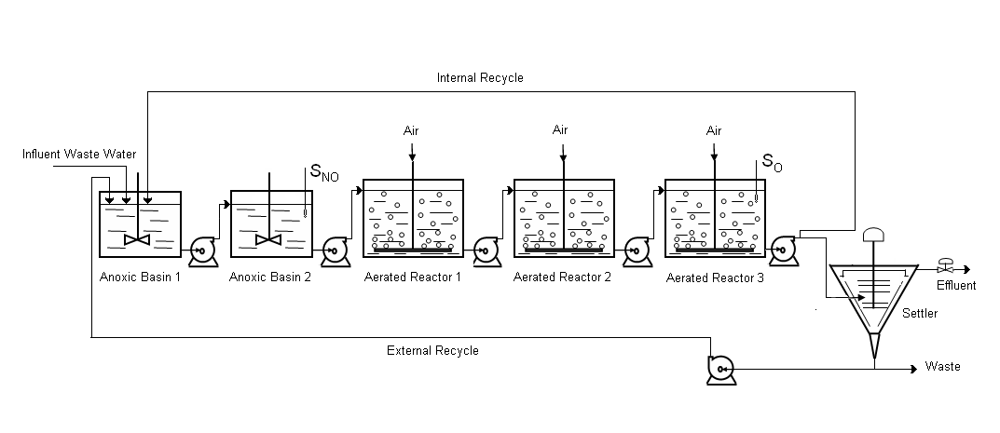 Internal Recycle
Air
Air
Air
Influent Waste Water
SNO
SO
Anoxic Basin 1
Anoxic Basin 2
Aerated Reactor 1
Aerated Reactor 2
Aerated Reactor 3
Effluent
Settler
External Recycle
Waste